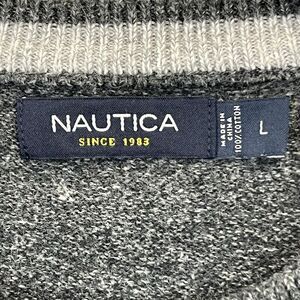 NAUTICA
SINCE 1983
MADE IN
CHINA
100%COTTON
L